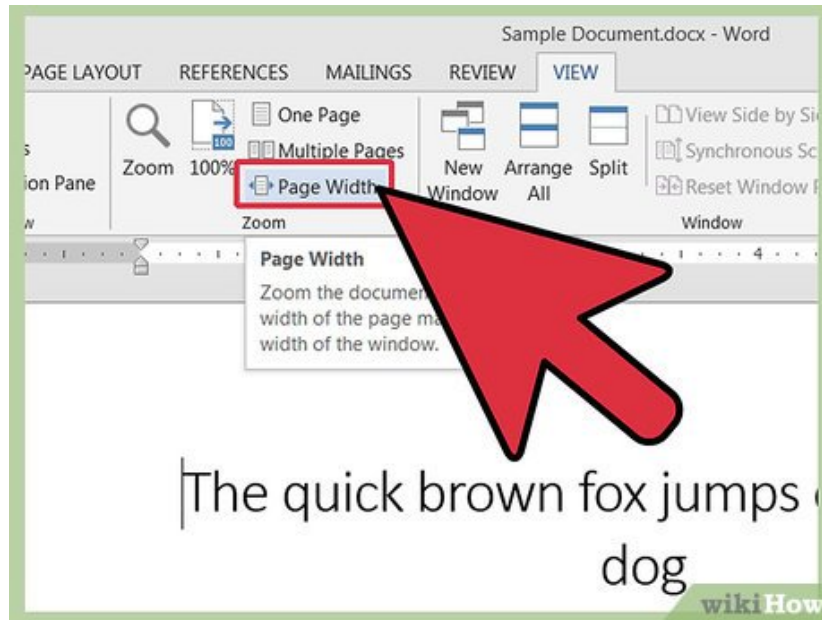 Sample Document.docx - Word
PAGE LAYOUT REFERENCES MAILINGS REVIEW VIEW
One Page
Multiple Pages
Page Width
Zoom 100%
100
New Window
Arrange All
Split
View Side by
Synchronous
Reset Window
Pane
Zoom
Window
4
Page Width
Zoom the
width of the page
width of the window.
The quick brown fox jumps
dog
wikiHow